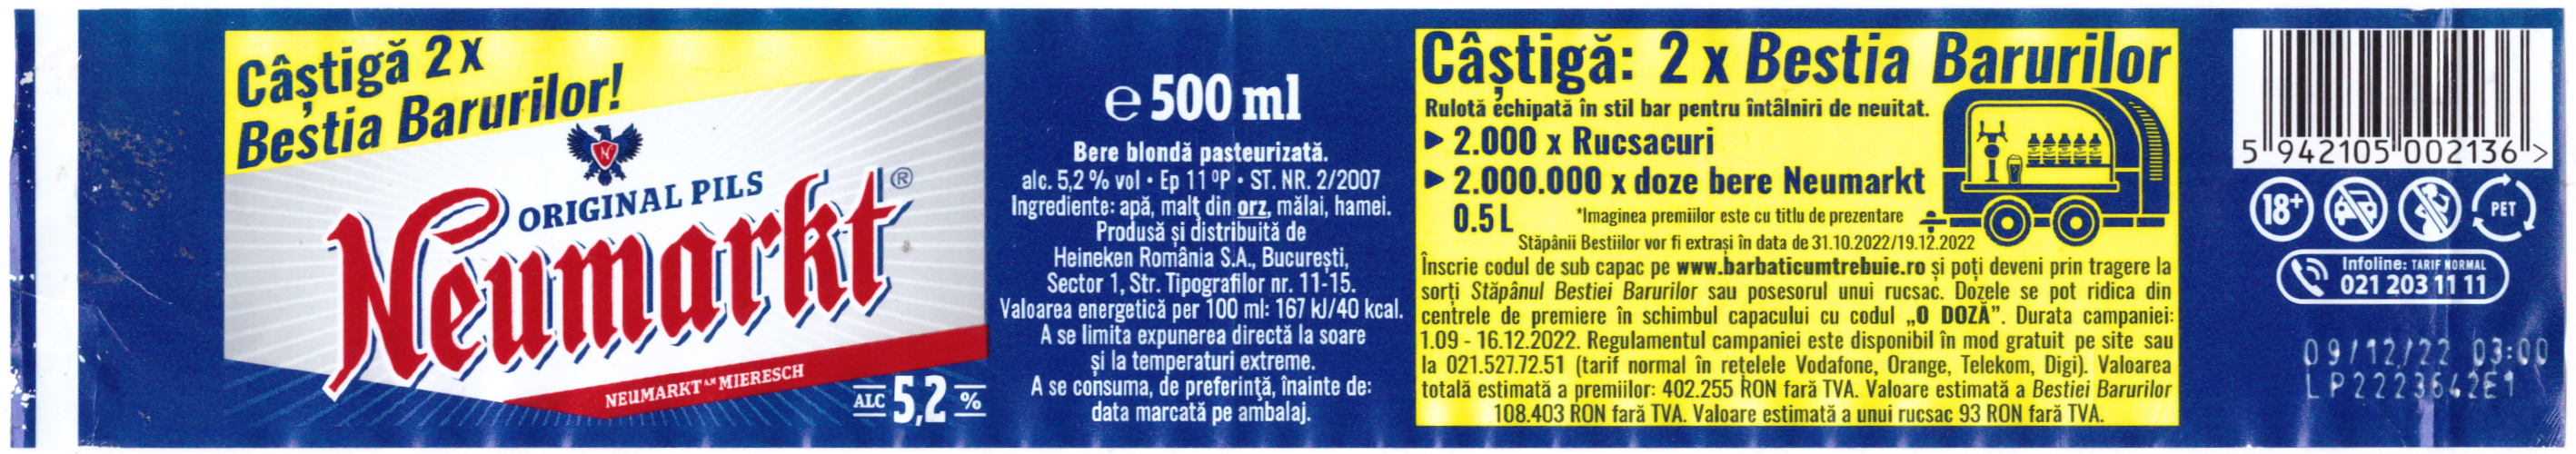 Câștigă 2x
Bestia Barurilor!
N
ORIGINAL PILS
Neumarkt®
NEUMARKT AM MIERESCH
ALC 5,2 %
e 500 ml
Bere blondă pasteurizată.
alc. 5,2 % vol • Ep 11 ⁰P • ST. NR. 2/2007
Ingrediente: apă, malţ din orz, mălai, hamei.
Produsă și distribuită de
Heineken România S.A., București,
Sector 1, Str. Tipografilor nr. 11-15.
Valoarea energetică per 100 ml: 167 kJ/40 kcal.
A se limita expunerea directă la soare
și la temperaturi extreme.
A se consuma, de preferinţă, înainte de:
data marcată pe ambalaj.
Câștigă: 2 x Bestia Barurilor
Rulotă echipată în stil bar pentru întâlniri de neuitat.
▶ 2.000 x Rucsacuri
▶ 2.000.000 x doze bere Neumarkt
0.5 L
*Imaginea premiilor este cu titlu de prezentare
Stăpânii Bestiilor vor fi extrași în data de 31.10.2022/19.12.2022
Înscrie codul de sub capac pe www.barbaticumtrebuie.ro și poți deveni prin tragere la
sorți Stăpânul Bestiei Barurilor sau posesorul unui rucsac. Dozele se pot ridica din
centrele de premiere în schimbul capacului cu codul „O DOZĂ”. Durata campaniei:
1.09 - 16.12.2022. Regulamentul campaniei este disponibil în mod gratuit pe site sau
la 021.527.72.51 (tarif normal în rețelele Vodafone, Orange, Telekom, Digi). Valoarea
totală estimată a premiilor: 402.255 RON fară TVA. Valoare estimată a Bestiei Barurilor
108.403 RON fară TVA. Valoare estimată a unui rucsac 93 RON fară TVA.
5 942105 002136 >
18+
PET
Infoline: TARIF NORMAL
021 203 11 11
09/12/22 03:00
LP2223642E1